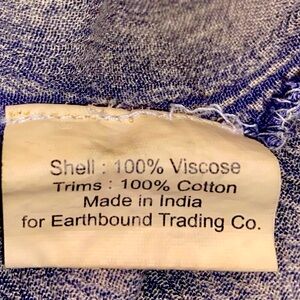 Shell : 100% Viscose
Trims : 100% Cotton
Made in India
for Earthbound Trading Co.